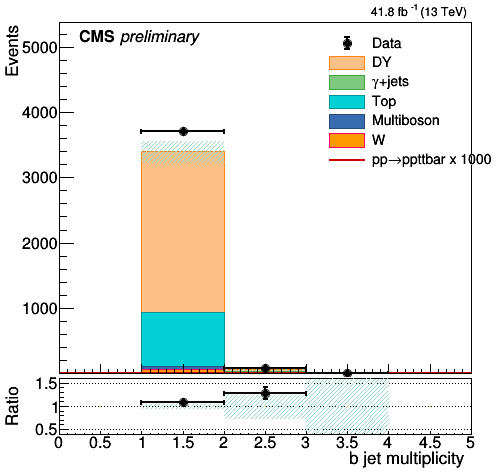 41.8 fb⁻¹ (13 TeV)
CMS preliminary
Events
5000
4000
3000
2000
1000
Data
DY
γ+jets
Top
Multiboson
W
pp→ppttbar x 1000
Ratio
1.5
1
0.5
0 0.5 1 1.5 2 2.5 3 3.5 4 4.5 5
b jet multiplicity